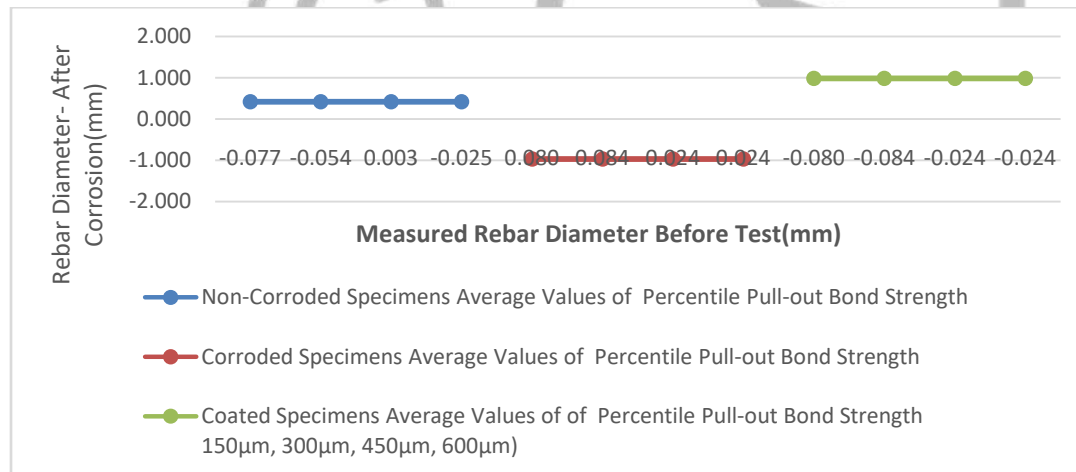 Rebar Diameter- After
Corrosion(mm)
2.000
1.000
0.000
-1.000
-2.000
-0.077 -0.054 0.003 -0.025 0.080 0.084 0.024 0.024 -0.080 -0.084 -0.024 -0.024
Measured Rebar Diameter Before Test(mm)
Non-Corroded Specimens Average Values of Percentile Pull-out Bond Strength
Corroded Specimens Average Values of Percentile Pull-out Bond Strength
Coated Specimens Average Values of of Percentile Pull-out Bond Strength
150µm, 300µm, 450µm, 600µm)